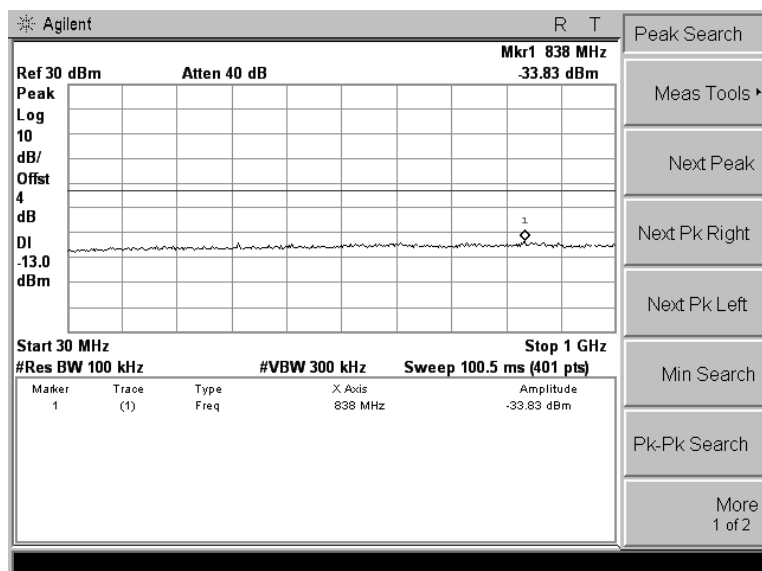 Agilent R T
Mkr1 838 MHz
Ref 30 dBm Atten 40 dB -33.83 dBm
Peak
Log
10
dB/
Offst
4
dB
DI
-13.0
dBm
1
Start 30 MHz Stop 1 GHz
#Res BW 100 kHz #VBW 300 kHz Sweep 100.5 ms (401 pts)
Marker Trace Type X Axis Amplitude
1 (1) Freq 838 MHz -33.83 dBm
Peak Search
Meas Tools
Next Peak
Next Pk Right
Next Pk Left
Min Search
Pk-Pk Search
More
1 of 2